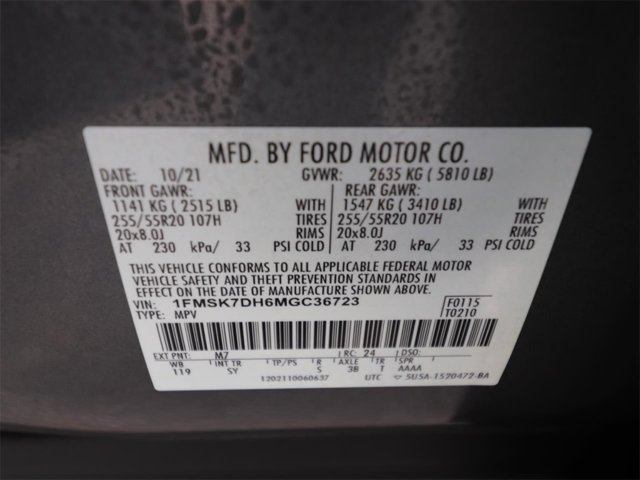 MFD. BY FORD MOTOR CO.
DATE: 10/21 GVWR: 2635 KG ( 5810 LB)
FRONT GAWR: REAR GAWR:
1141 KG ( 2515 LB) WITH 1547 KG ( 3410 LB) WITH
255/55R20 107H TIRES 255/55R20 107H TIRES
20x8.0J RIMS 20x8.0J RIMS
AT 230 kPa/ 33 PSI COLD AT 230 kPa/ 33 PSI COLD
THIS VEHICLE CONFORMS TO ALL APPLICABLE FEDERAL MOTOR
VEHICLE SAFETY AND THEFT PREVENTION STANDARDS IN
EFFECT ON THE DATE OF MANUFACTURE SHOWN ABOVE.
VIN: 1FMSK7DH6MGC36723 F0115
TYPE: MPV T0210
EXT PNT: M7 RC: 24 DSO:
WB INT TR TP/PS R AXLE TR SPR
119 SY S 3B T AAAA
1202110060637 UTC 5U5A-1520472-BA